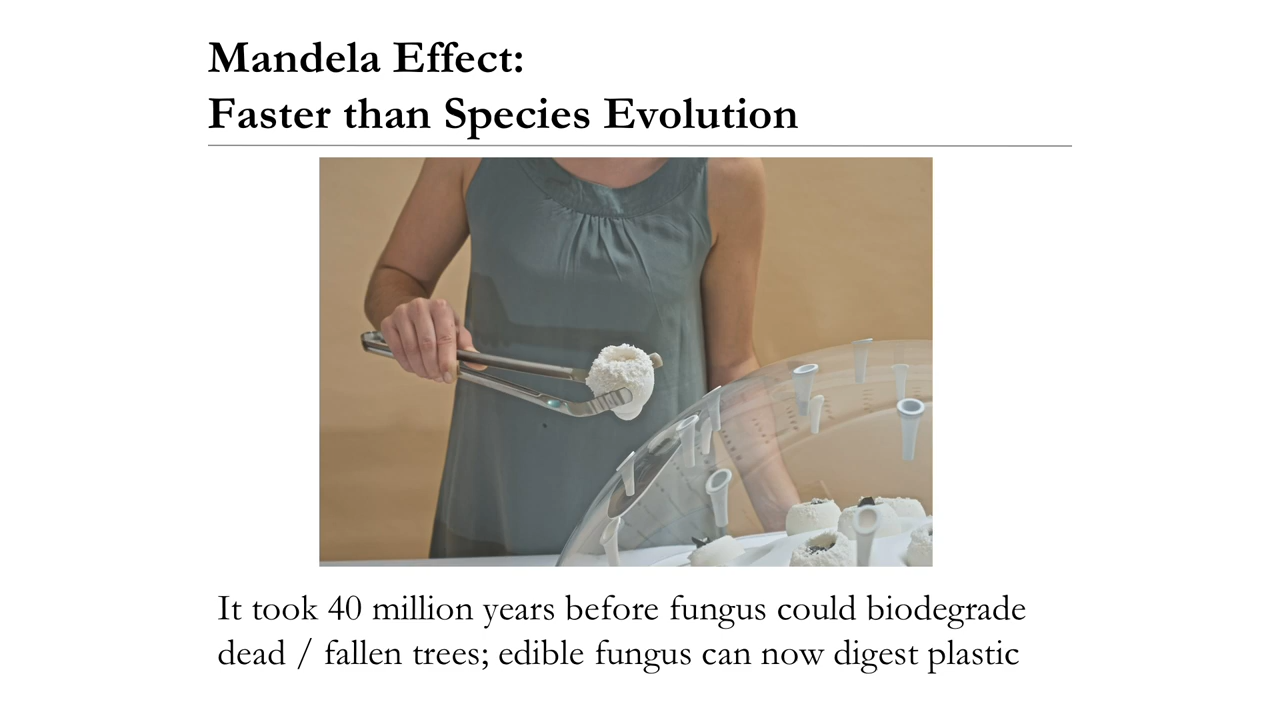 Mandela Effect:
Faster than Species Evolution
It took 40 million years before fungus could biodegrade
dead / fallen trees; edible fungus can now digest plastic